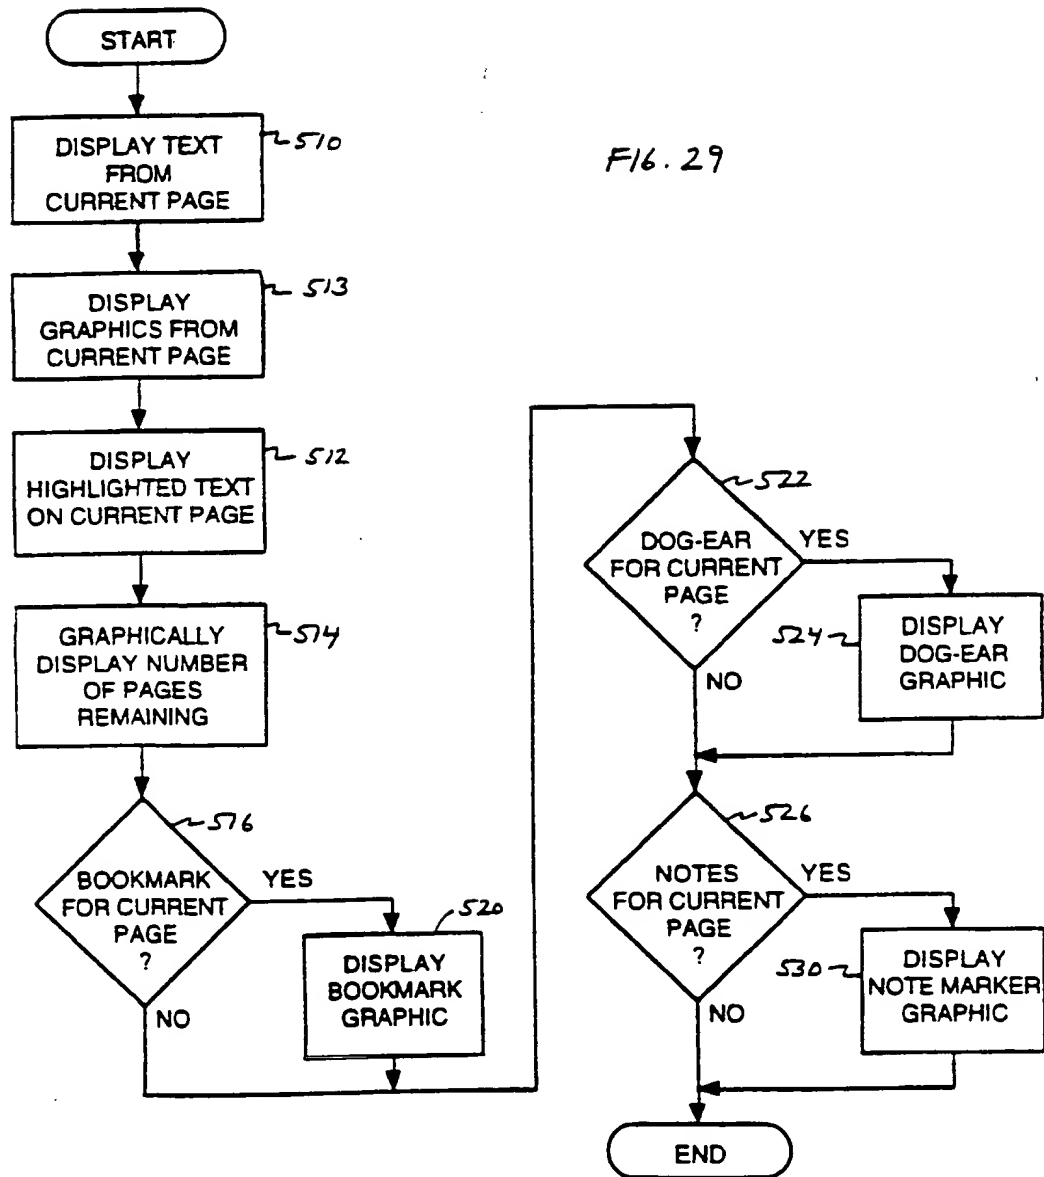 START
DISPLAY TEXT
FROM
CURRENT PAGE
510
FIG. 29
DISPLAY
GRAPHICS FROM
CURRENT PAGE
513
DISPLAY
HIGHLIGHTED TEXT
ON CURRENT PAGE
512
GRAPHICALLY
DISPLAY NUMBER
OF PAGES
REMAINING
514
BOOKMARK
FOR CURRENT
PAGE
?
516
YES
NO
DISPLAY
BOOKMARK
GRAPHIC
520
DOG-EAR
FOR CURRENT
PAGE
?
522
YES
NO
DISPLAY
DOG-EAR
GRAPHIC
524
NOTES
FOR CURRENT
PAGE
?
526
YES
NO
DISPLAY
NOTE MARKER
GRAPHIC
530
END